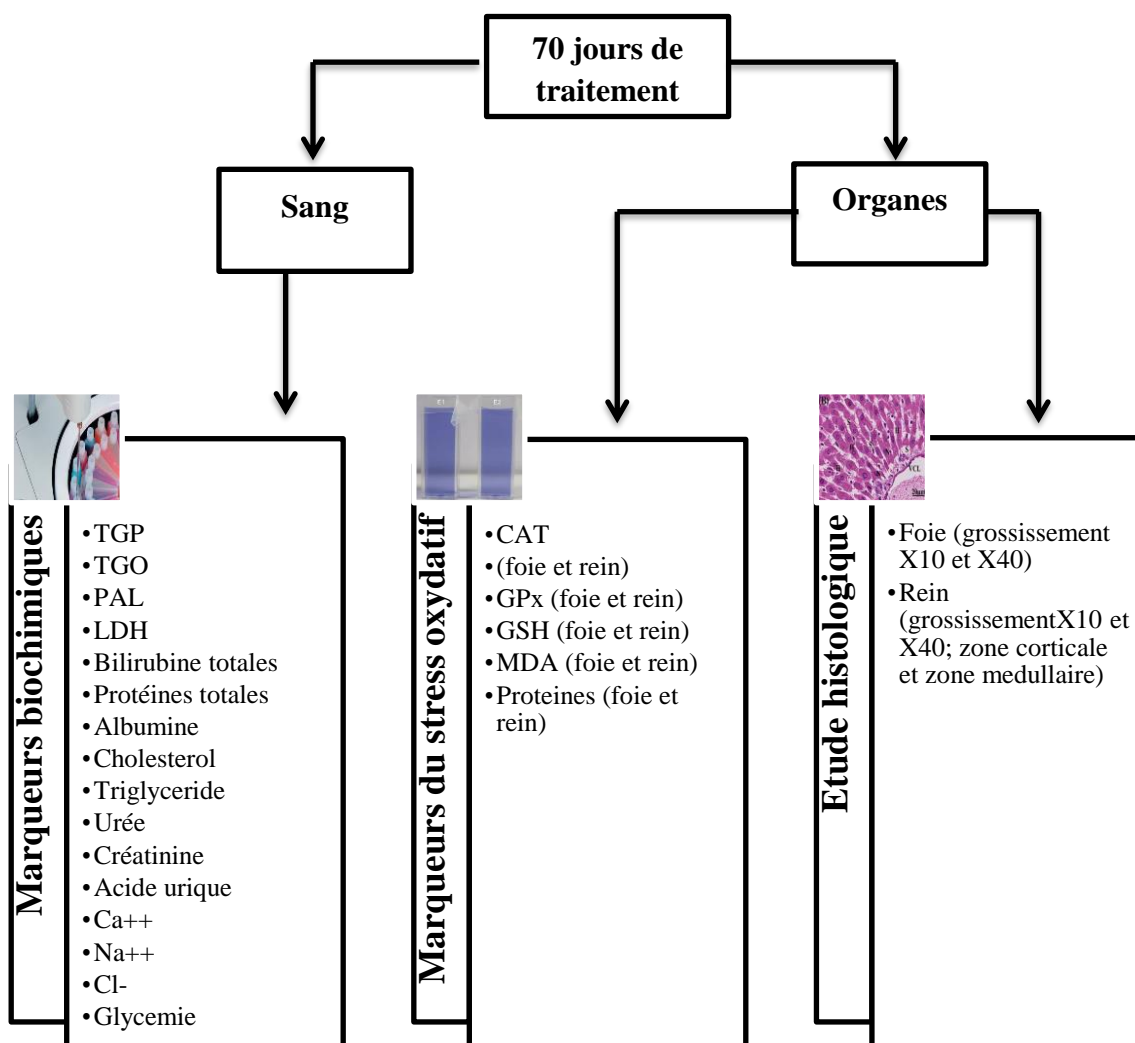 70 jours de
traitement
Sang
Organes
Marqueurs biochimiques
•TGP
•TGO
•PAL
•LDH
•Bilirubine totales
•Protéines totales
•Albumine
•Cholesterol
•Triglyceride
•Urée
•Créatinine
•Acide urique
•Ca++
•Na++
•Cl-
•Glycemie
Marqueurs du stress oxydatif
•CAT
•(foie et rein)
•GPx (foie et rein)
•GSH (foie et rein)
•MDA (foie et rein)
•Proteines (foie et
rein)
VCL
Etude histologique
•Foie (grossissement
X10 et X40)
•Rein
(grossissementX10 et
X40; zone corticale
et zone medullaire)